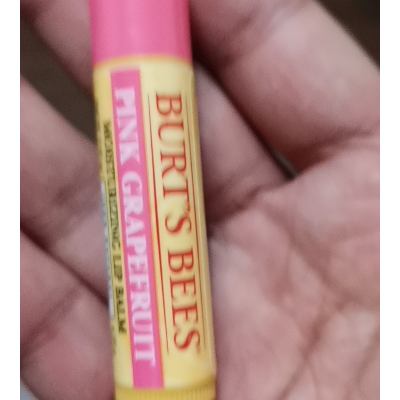 BURT'S BEES
PINK GRAPEFRUIT
MOISTURIZING LIP BALM